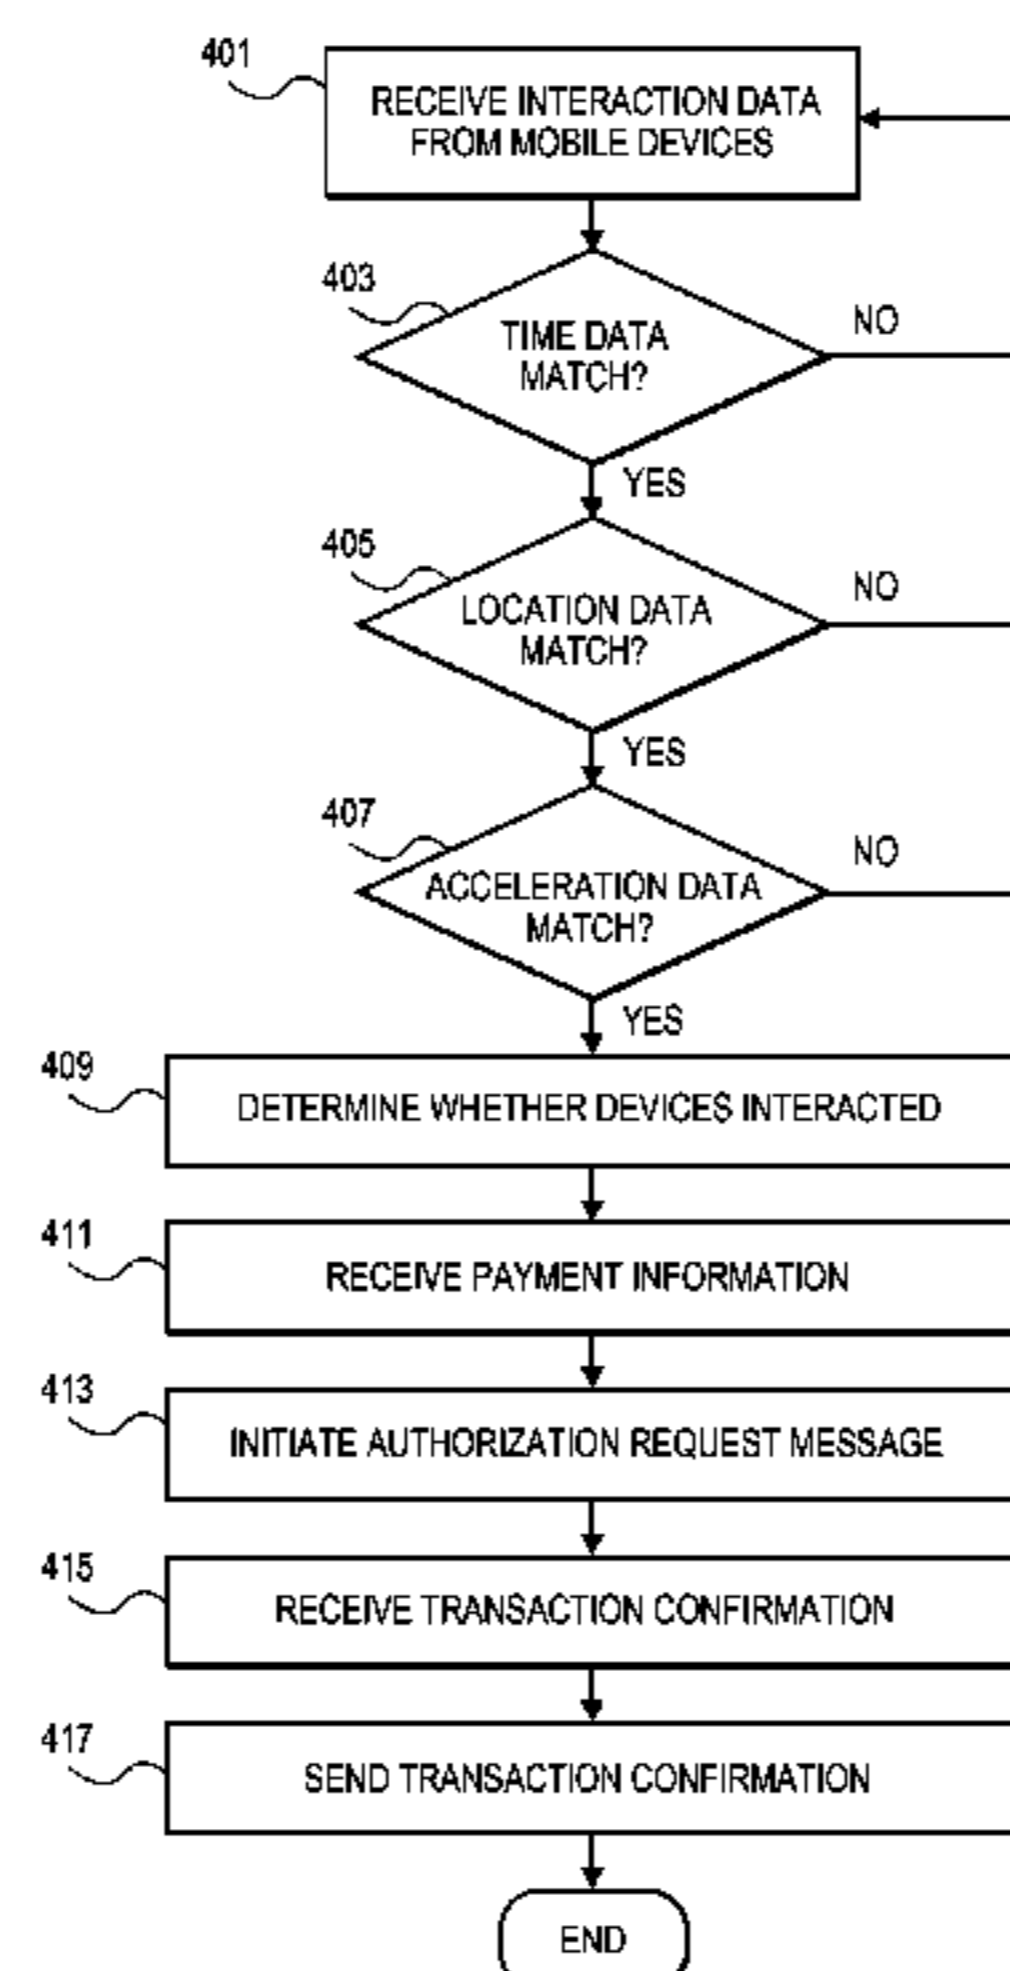 401
RECEIVE INTERACTION DATA
FROM MOBILE DEVICES
403
TIME DATA
MATCH?
NO
YES
405
LOCATION DATA
MATCH?
NO
YES
407
ACCELERATION DATA
MATCH?
NO
YES
409
DETERMINE WHETHER DEVICES INTERACTED
411
RECEIVE PAYMENT INFORMATION
413
INITIATE AUTHORIZATION REQUEST MESSAGE
415
RECEIVE TRANSACTION CONFIRMATION
417
SEND TRANSACTION CONFIRMATION
END